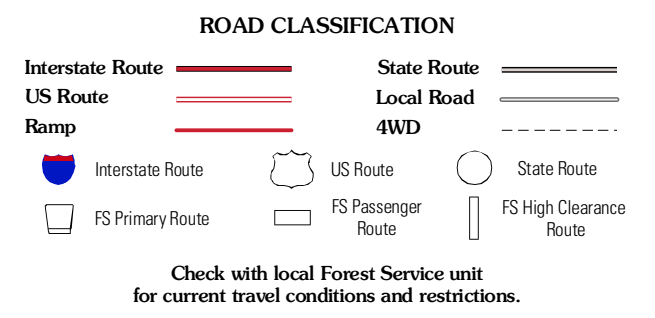 ROAD CLASSIFICATION
Interstate Route
State Route
US Route
Local Road
Ramp
4WD
Interstate Route
US Route
State Route
FS Primary Route
FS Passenger
Route
FS High Clearance
Route
Check with local Forest Service unit
for current travel conditions and restrictions.